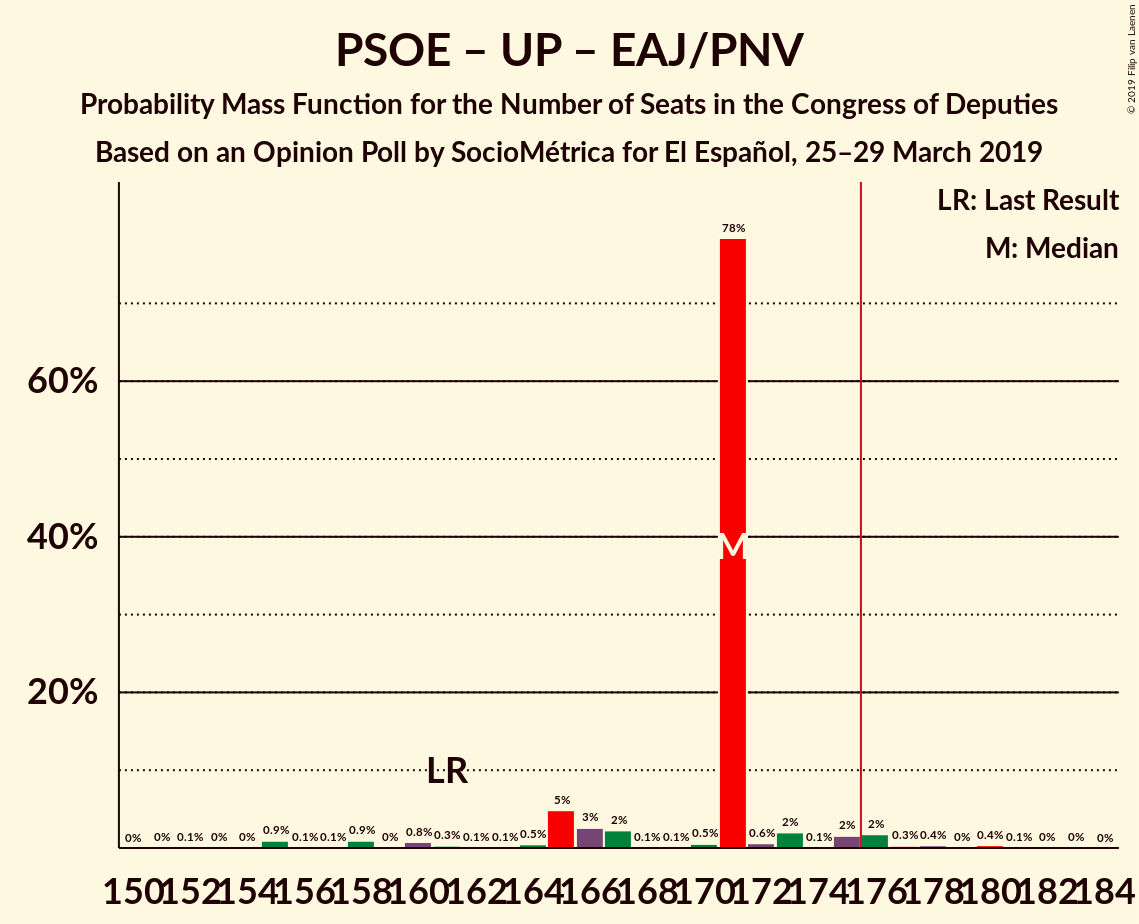 PSOE – UP – EAJ/PNV
Probability Mass Function for the Number of Seats in the Congress of Deputies
Based on an Opinion Poll by SocioMétrica for El Español, 25–29 March 2019
© 2019 Filip van Laenen
LR: Last Result
M: Median
78%
60%
40%
M
20%
LR
0% 0% 0.1% 0% 0% 0.9% 0.1% 0.1% 0.9% 0% 0.8% 0.3% 0.1% 0.1% 0.5% 5% 3% 2% 0.1% 0.1% 0.5% 0.6% 2% 0.1% 2% 2% 0.3% 0.4% 0% 0.4% 0.1% 0% 0% 0%
150 152 154 156 158 160 162 164 166 168 170 172 174 176 178 180 182 184